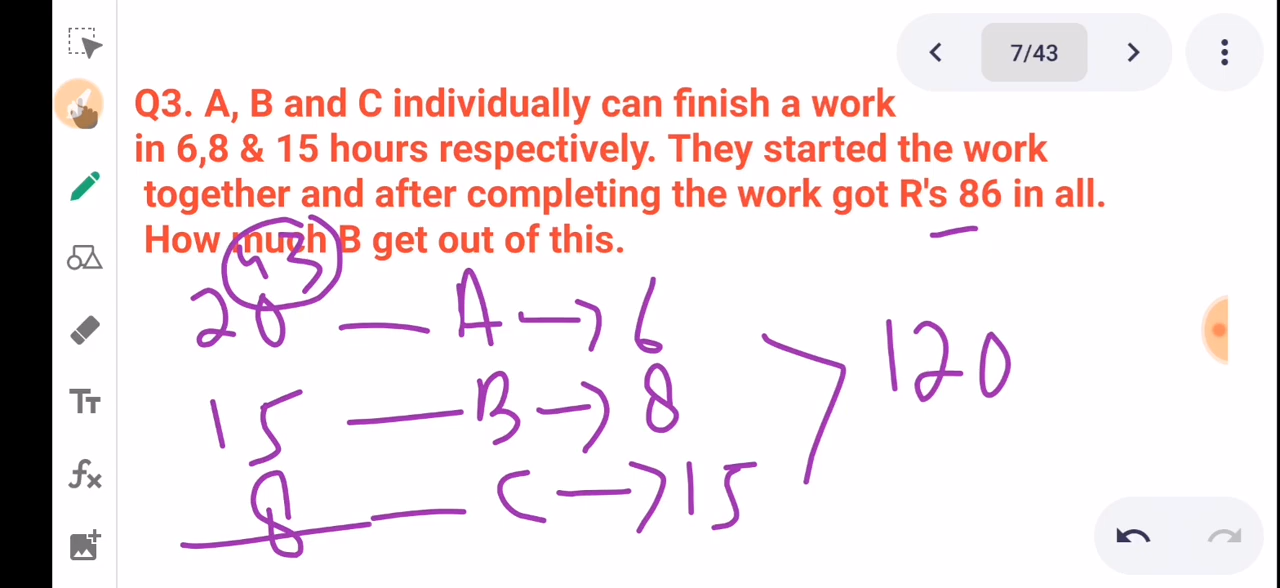 7/43
Q3. A, B and C individually can finish a work
in 6,8 & 15 hours respectively. They started the work
together and after completing the work got R's 86 in all.
How much B get out of this.
43
20 — A → 6
15 — B → 8
8 — C → 15
120
Tт
fx